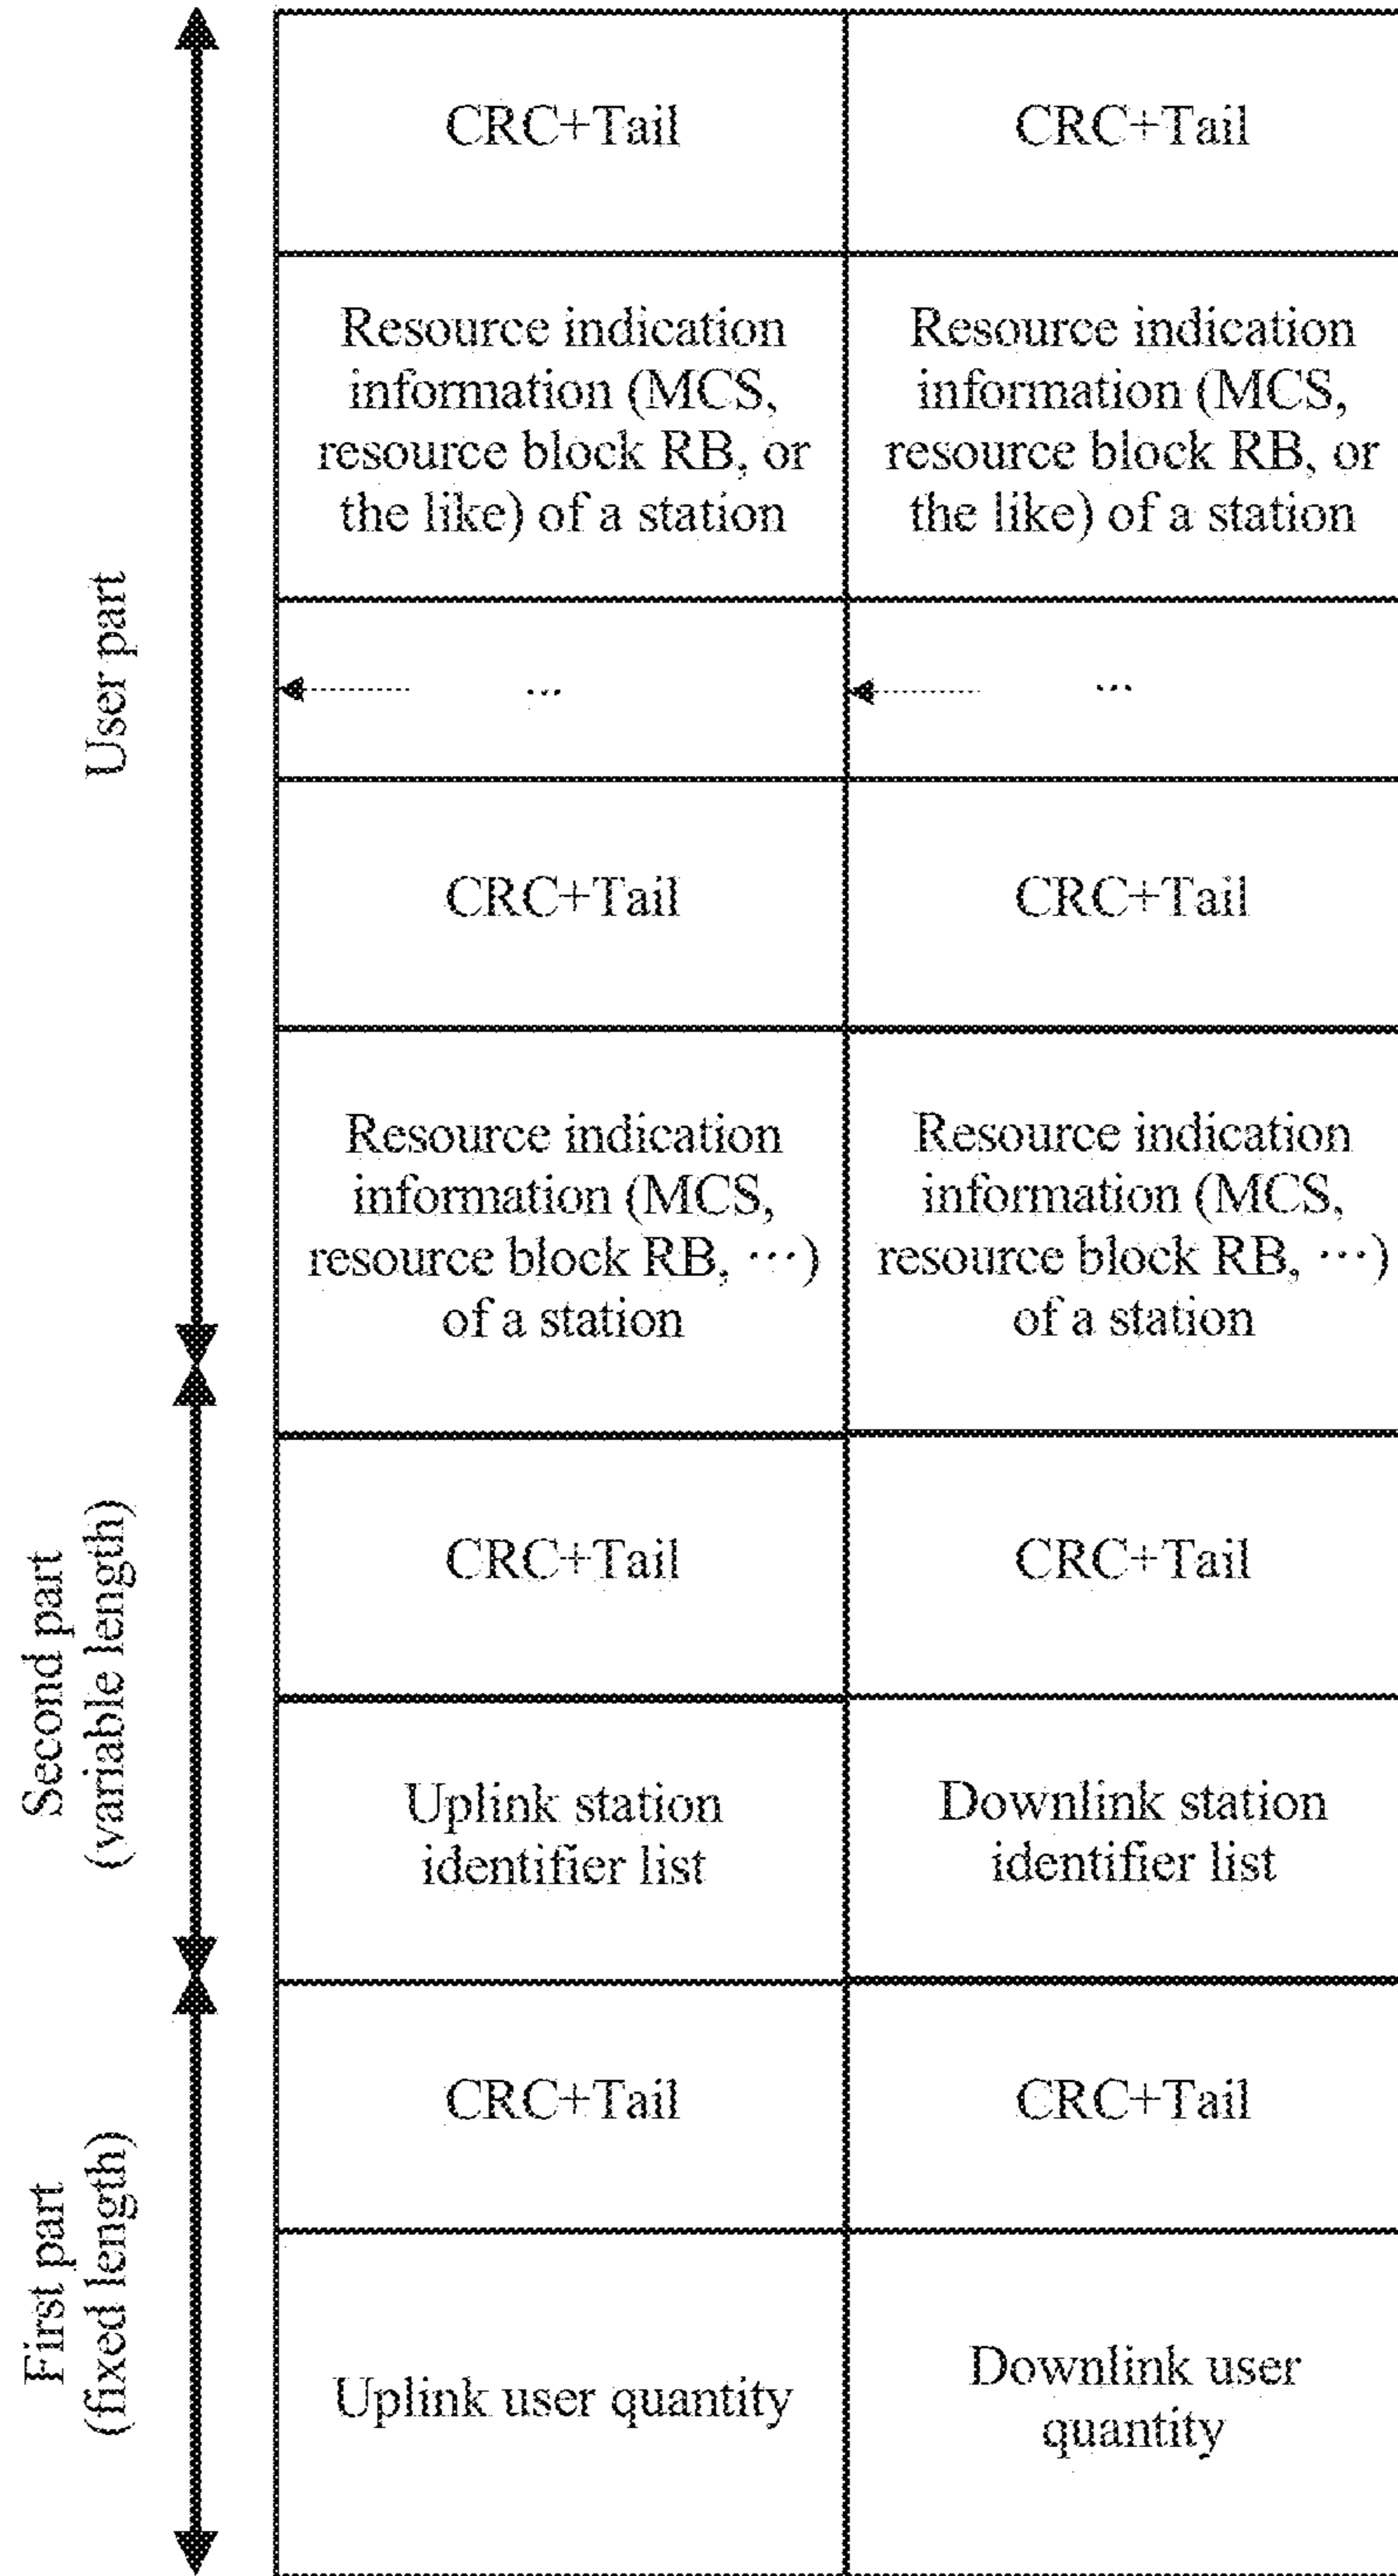 User part
CRC+Tail
CRC+Tail
Resource indication
information (MCS,
resource block RB, or
the like) of a station
Resource indication
information (MCS,
resource block RB, or
the like) of a station
...
...
CRC+Tail
CRC+Tail
Resource indication
information (MCS,
resource block RB, ···)
of a station
Resource indication
information (MCS,
resource block RB, ···)
of a station
Second part
(variable length)
CRC+Tail
CRC+Tail
Uplink station
identifier list
Downlink station
identifier list
First part
(fixed length)
CRC+Tail
CRC+Tail
Uplink user quantity
Downlink user
quantity